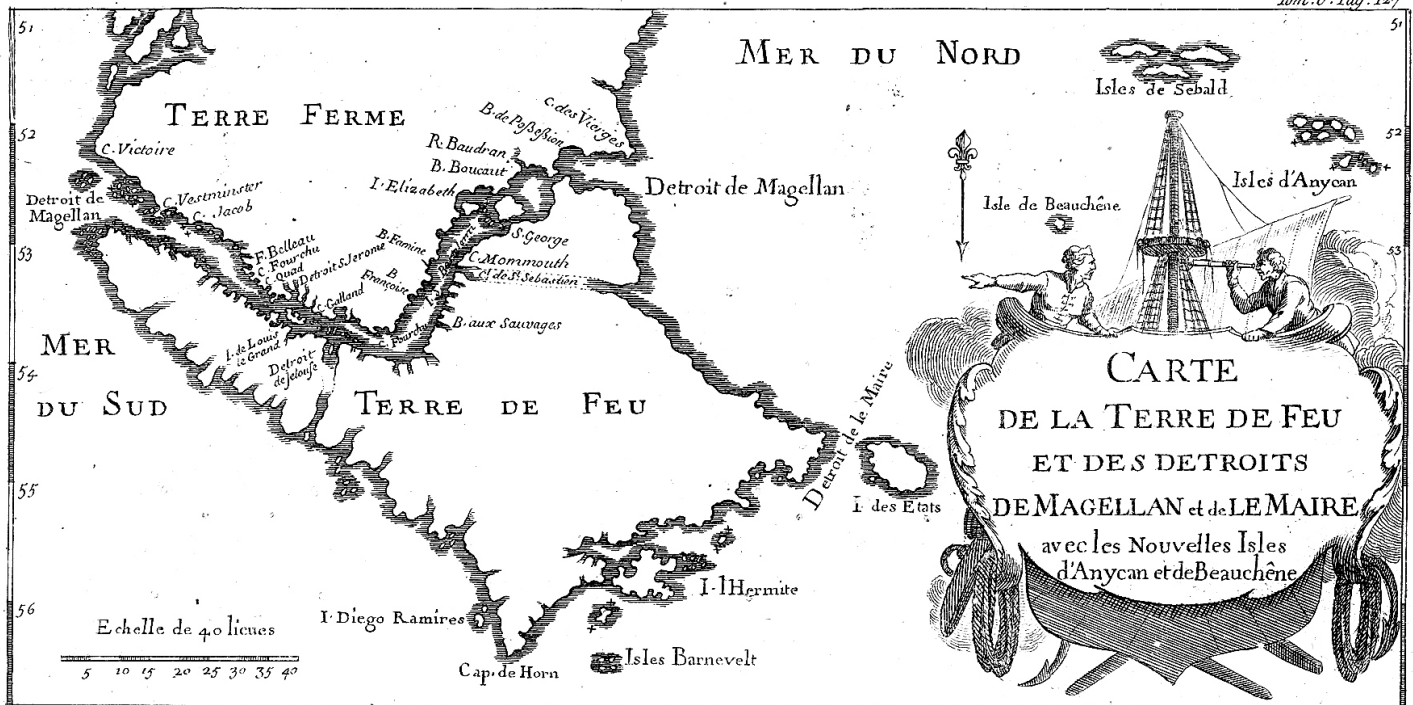 Tom. Pag. 127
51
51
MER DU NORD
Isles de Sebald
TERRE FERME
C. des Vierges
B. de Poßeßion
52
52
R. Baudran
C. Victoire
B. Boucaut
I. Elizabeth
Detroit de Magellan
Isles d'Anycan
C. Vestminster
C. Jacob
Detroit de
Magellan
Isle de Beauchêne
S. George
53
53
F. Belleau
C. Fourchu
C. Quad
Detroit S. Jerome
B. Famine
B.
Françoise
C. Mommouth
C. de St. Sebastien
C. Galland
C. Fourchu
B. aux Sauvages
I. de Louis
le Grand
Detroit
de Jelouse
MER
DU SUD
54
TERRE DE FEU
Detroit de le Maire
CARTE
DE LA TERRE DE FEU
ET DES DETROITS
DE MAGELLAN et de LE MAIRE
avec les Nouvelles Isles
d'Anycan et de Beauchêne
55
I. des Etats
I. l'Hermite
56
I. Diego Ramires
Echelle de 40 lieues
5 10 15 20 25 30 35 40
Isles Barnevelt
Cap. de Horn